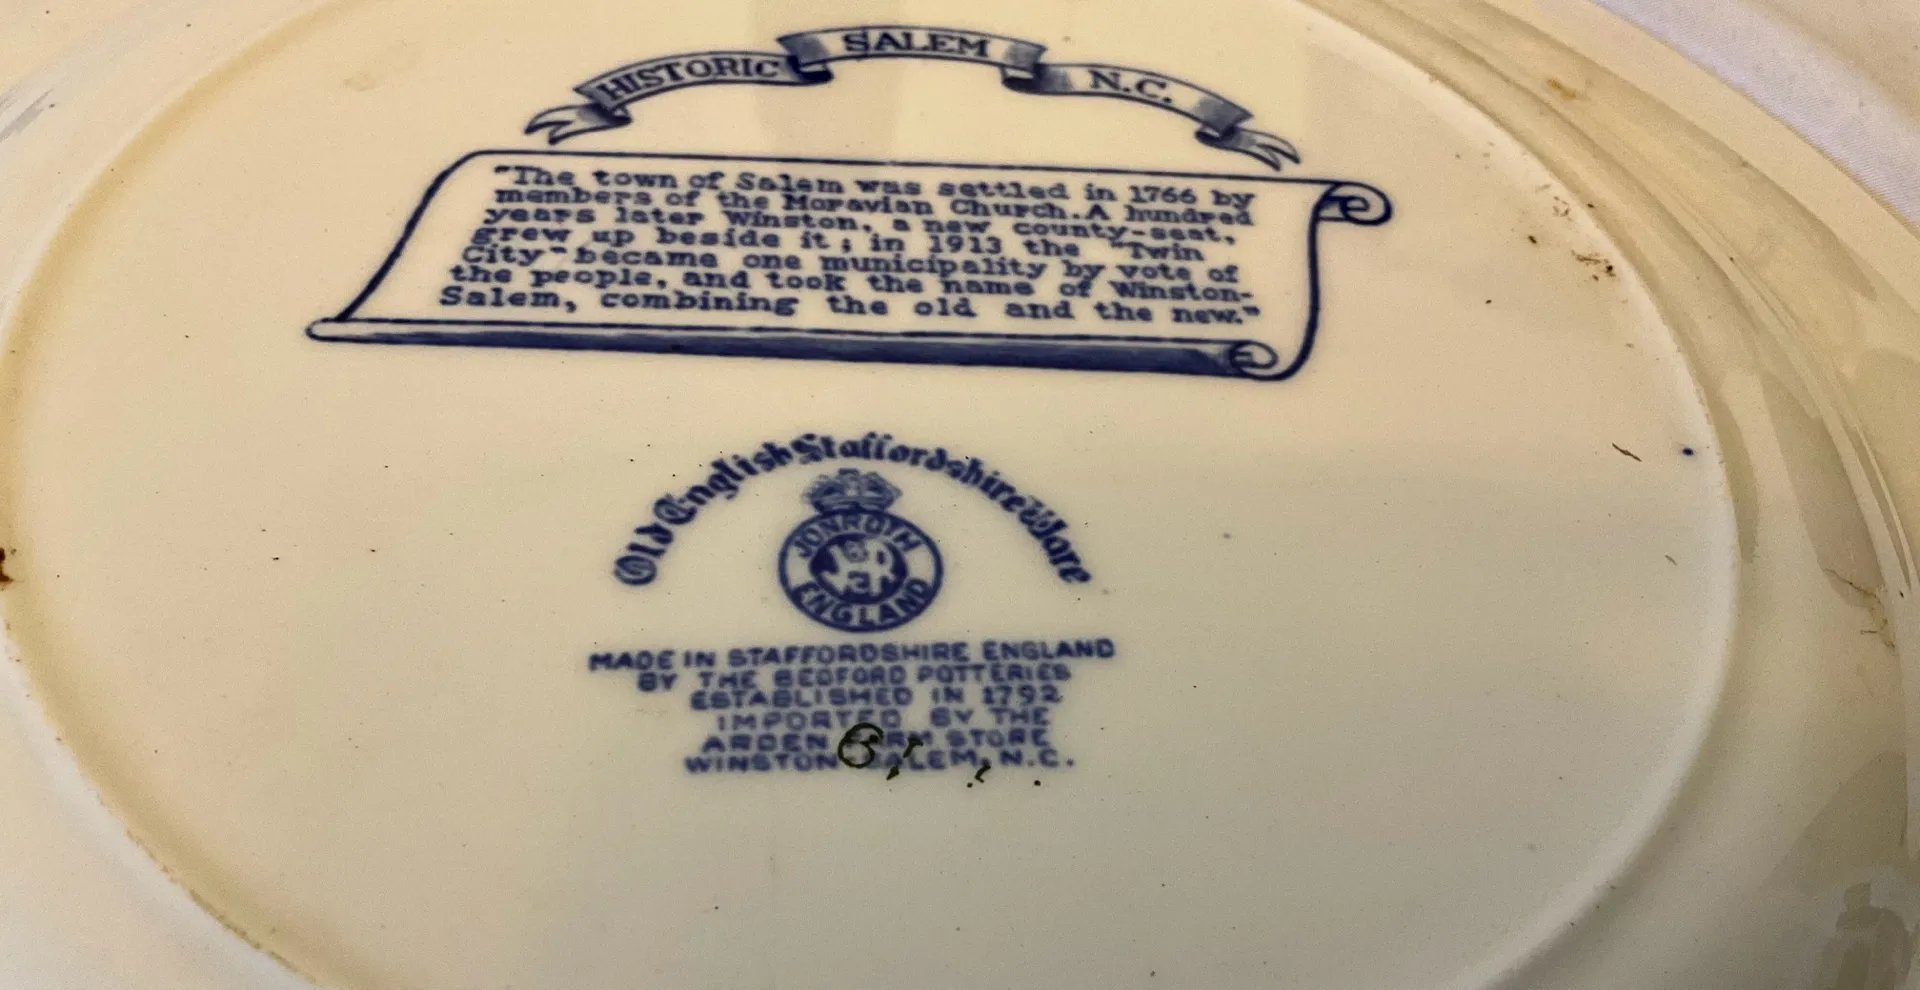 HISTORIC SALEM N.C.
"The town of Salem was settled in 1766 by
members of the Moravian Church. A hundred
years later Winston, a new county-seat,
grew up beside it; in 1913 the "Twin
City" became one municipality by vote of
the people, and took the name of Winston-
Salem, combining the old and the new."
Old English Staffordshire Ware
JONROTH
ENGLAND
MADE IN STAFFORDSHIRE ENGLAND
BY THE BEDFORD POTTERIES
ESTABLISHED IN 1792
IMPORTED BY THE
ARDEN FARM STORE
WINSTON SALEM, N.C.